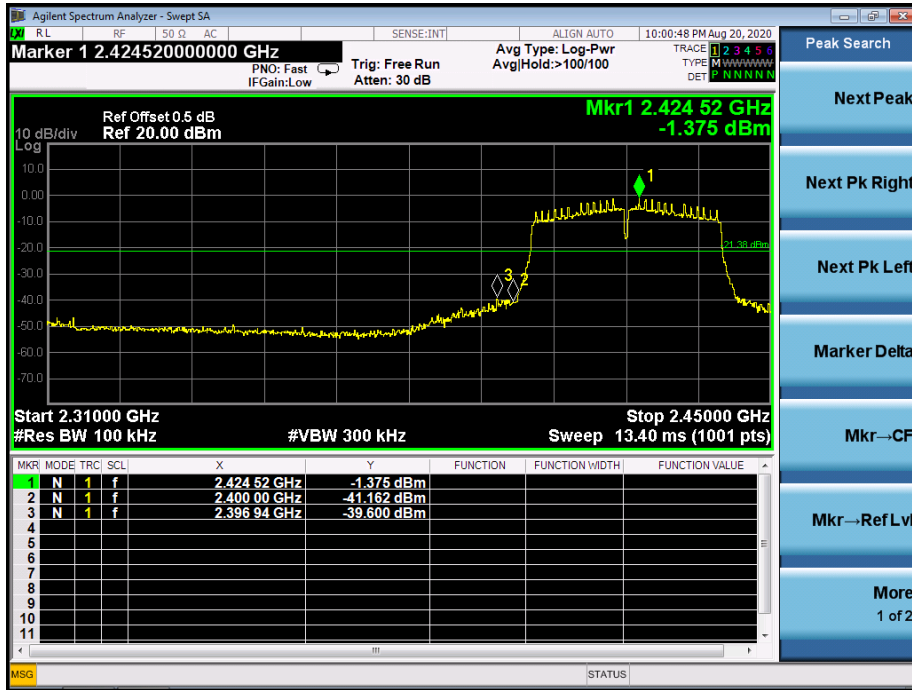 Agilent Spectrum Analyzer - Swept SA
LXI RL RF 50 Ω AC SENSE:INT ALIGN AUTO 10:00:48 PM Aug 20, 2020
Marker 1 2.424520000000 GHz
PNO: Fast
IFGain:Low
Trig: Free Run
Atten: 30 dB
Avg Type: Log-Pwr
Avg|Hold:>100/100
TRACE 1 2 3 4 5 6
TYPE M WWWWW
DET P N N N N N
Peak Search
Next Peak
Next Pk Right
Next Pk Left
Marker Delta
Mkr→CF
Mkr→Ref Lvl
More
1 of 2
Mkr1 2.424 52 GHz
-1.375 dBm
Ref Offset 0.5 dB
10 dB/div Ref 20.00 dBm
Log
10.0
0.00
-10.0
-20.0
-30.0
-40.0
-50.0
-60.0
-70.0
1
-21.38 dBm
3
2
Start 2.31000 GHz Stop 2.45000 GHz
#Res BW 100 kHz #VBW 300 kHz Sweep 13.40 ms (1001 pts)
MKR MODE TRC SCL X Y FUNCTION FUNCTION WIDTH FUNCTION VALUE
1 N 1 f 2.424 52 GHz -1.375 dBm
2 N 1 f 2.400 00 GHz -41.162 dBm
3 N 1 f 2.396 94 GHz -39.600 dBm
4
5
6
7
8
9
10
11
MSG STATUS